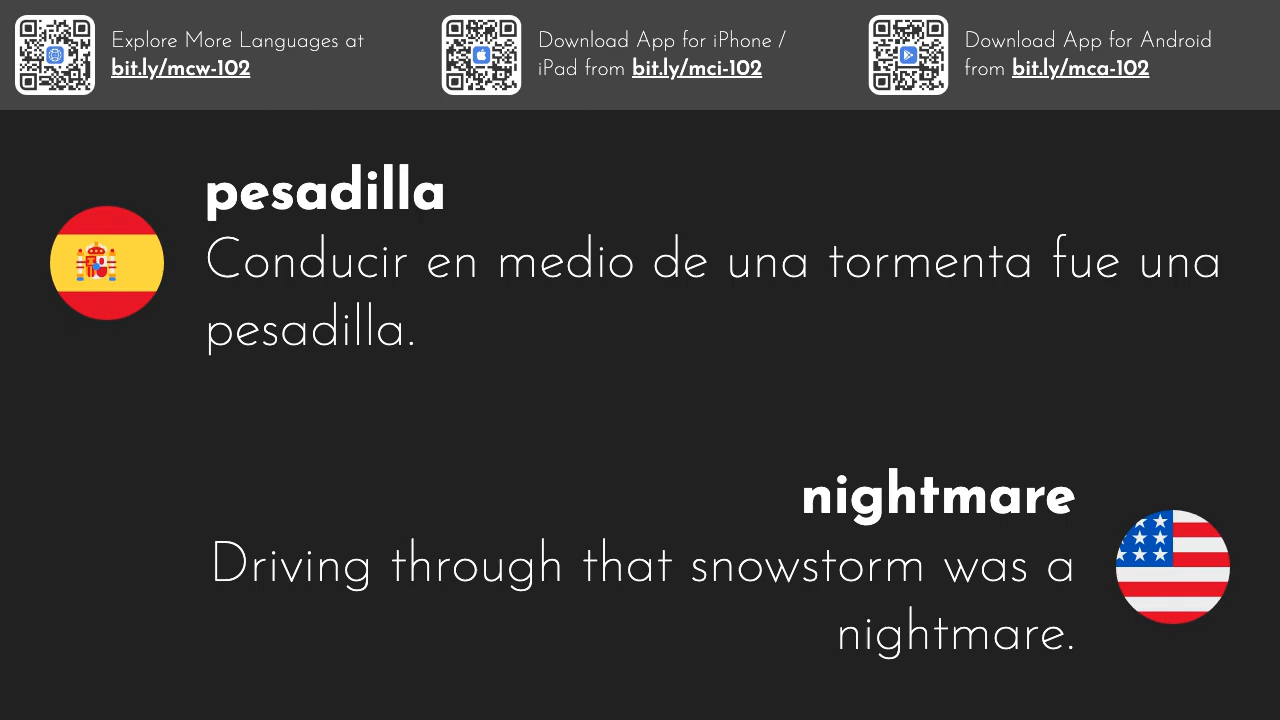 Explore More Languages at
bit.ly/mcw-102
Download App for iPhone /
iPad from bit.ly/mci-102
Download App for Android
from bit.ly/mca-102
pesadilla
Conducir en medio de una tormenta fue una
pesadilla.
nightmare
Driving through that snowstorm was a
nightmare.